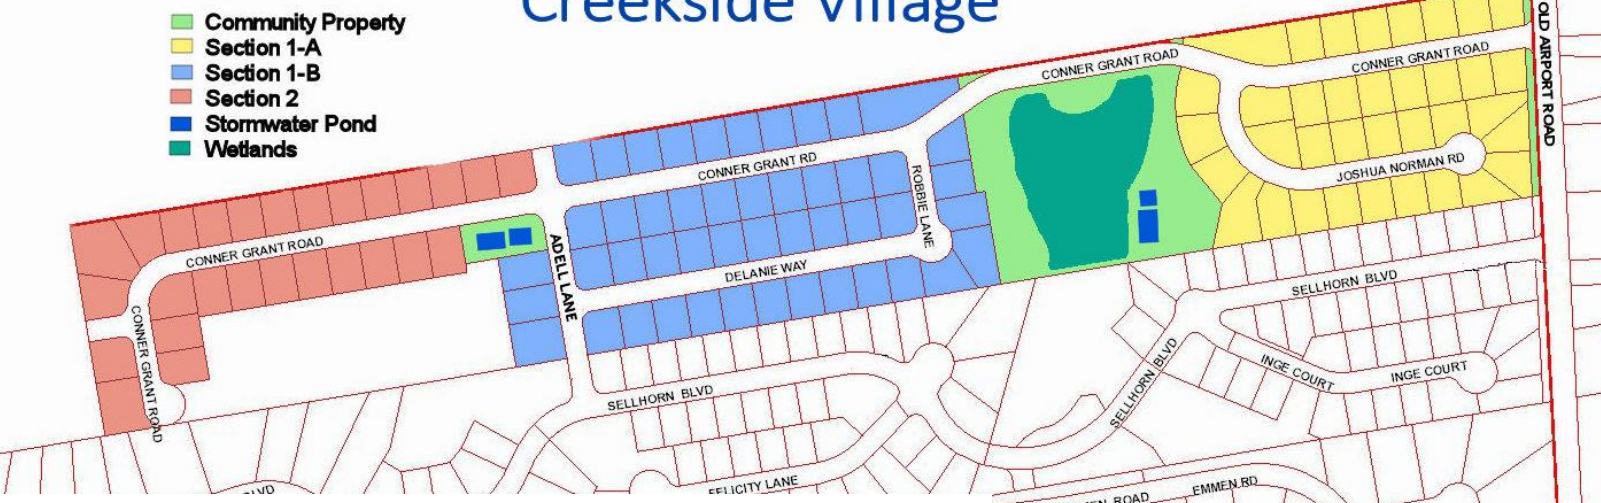 Creekside Village
Community Property
Section 1-A
Section 1-B
Section 2
Stormwater Pond
Wetlands
OLD AIRPORT ROAD
CONNER GRANT ROAD
CONNER GRANT ROAD
CONNER GRANT RD
JOSHUA NORMAN RD
ROBBIE LANE
CONNER GRANT ROAD
ADELL LANE
DELANIE WAY
SELLHORN BLVD
CONNER GRANT ROAD
SELLHORN BLVD
INGE COURT
INGE COURT
SELLHORN BLVD
FELICITY LANE
EMMEN RD
ROAD
BLVD